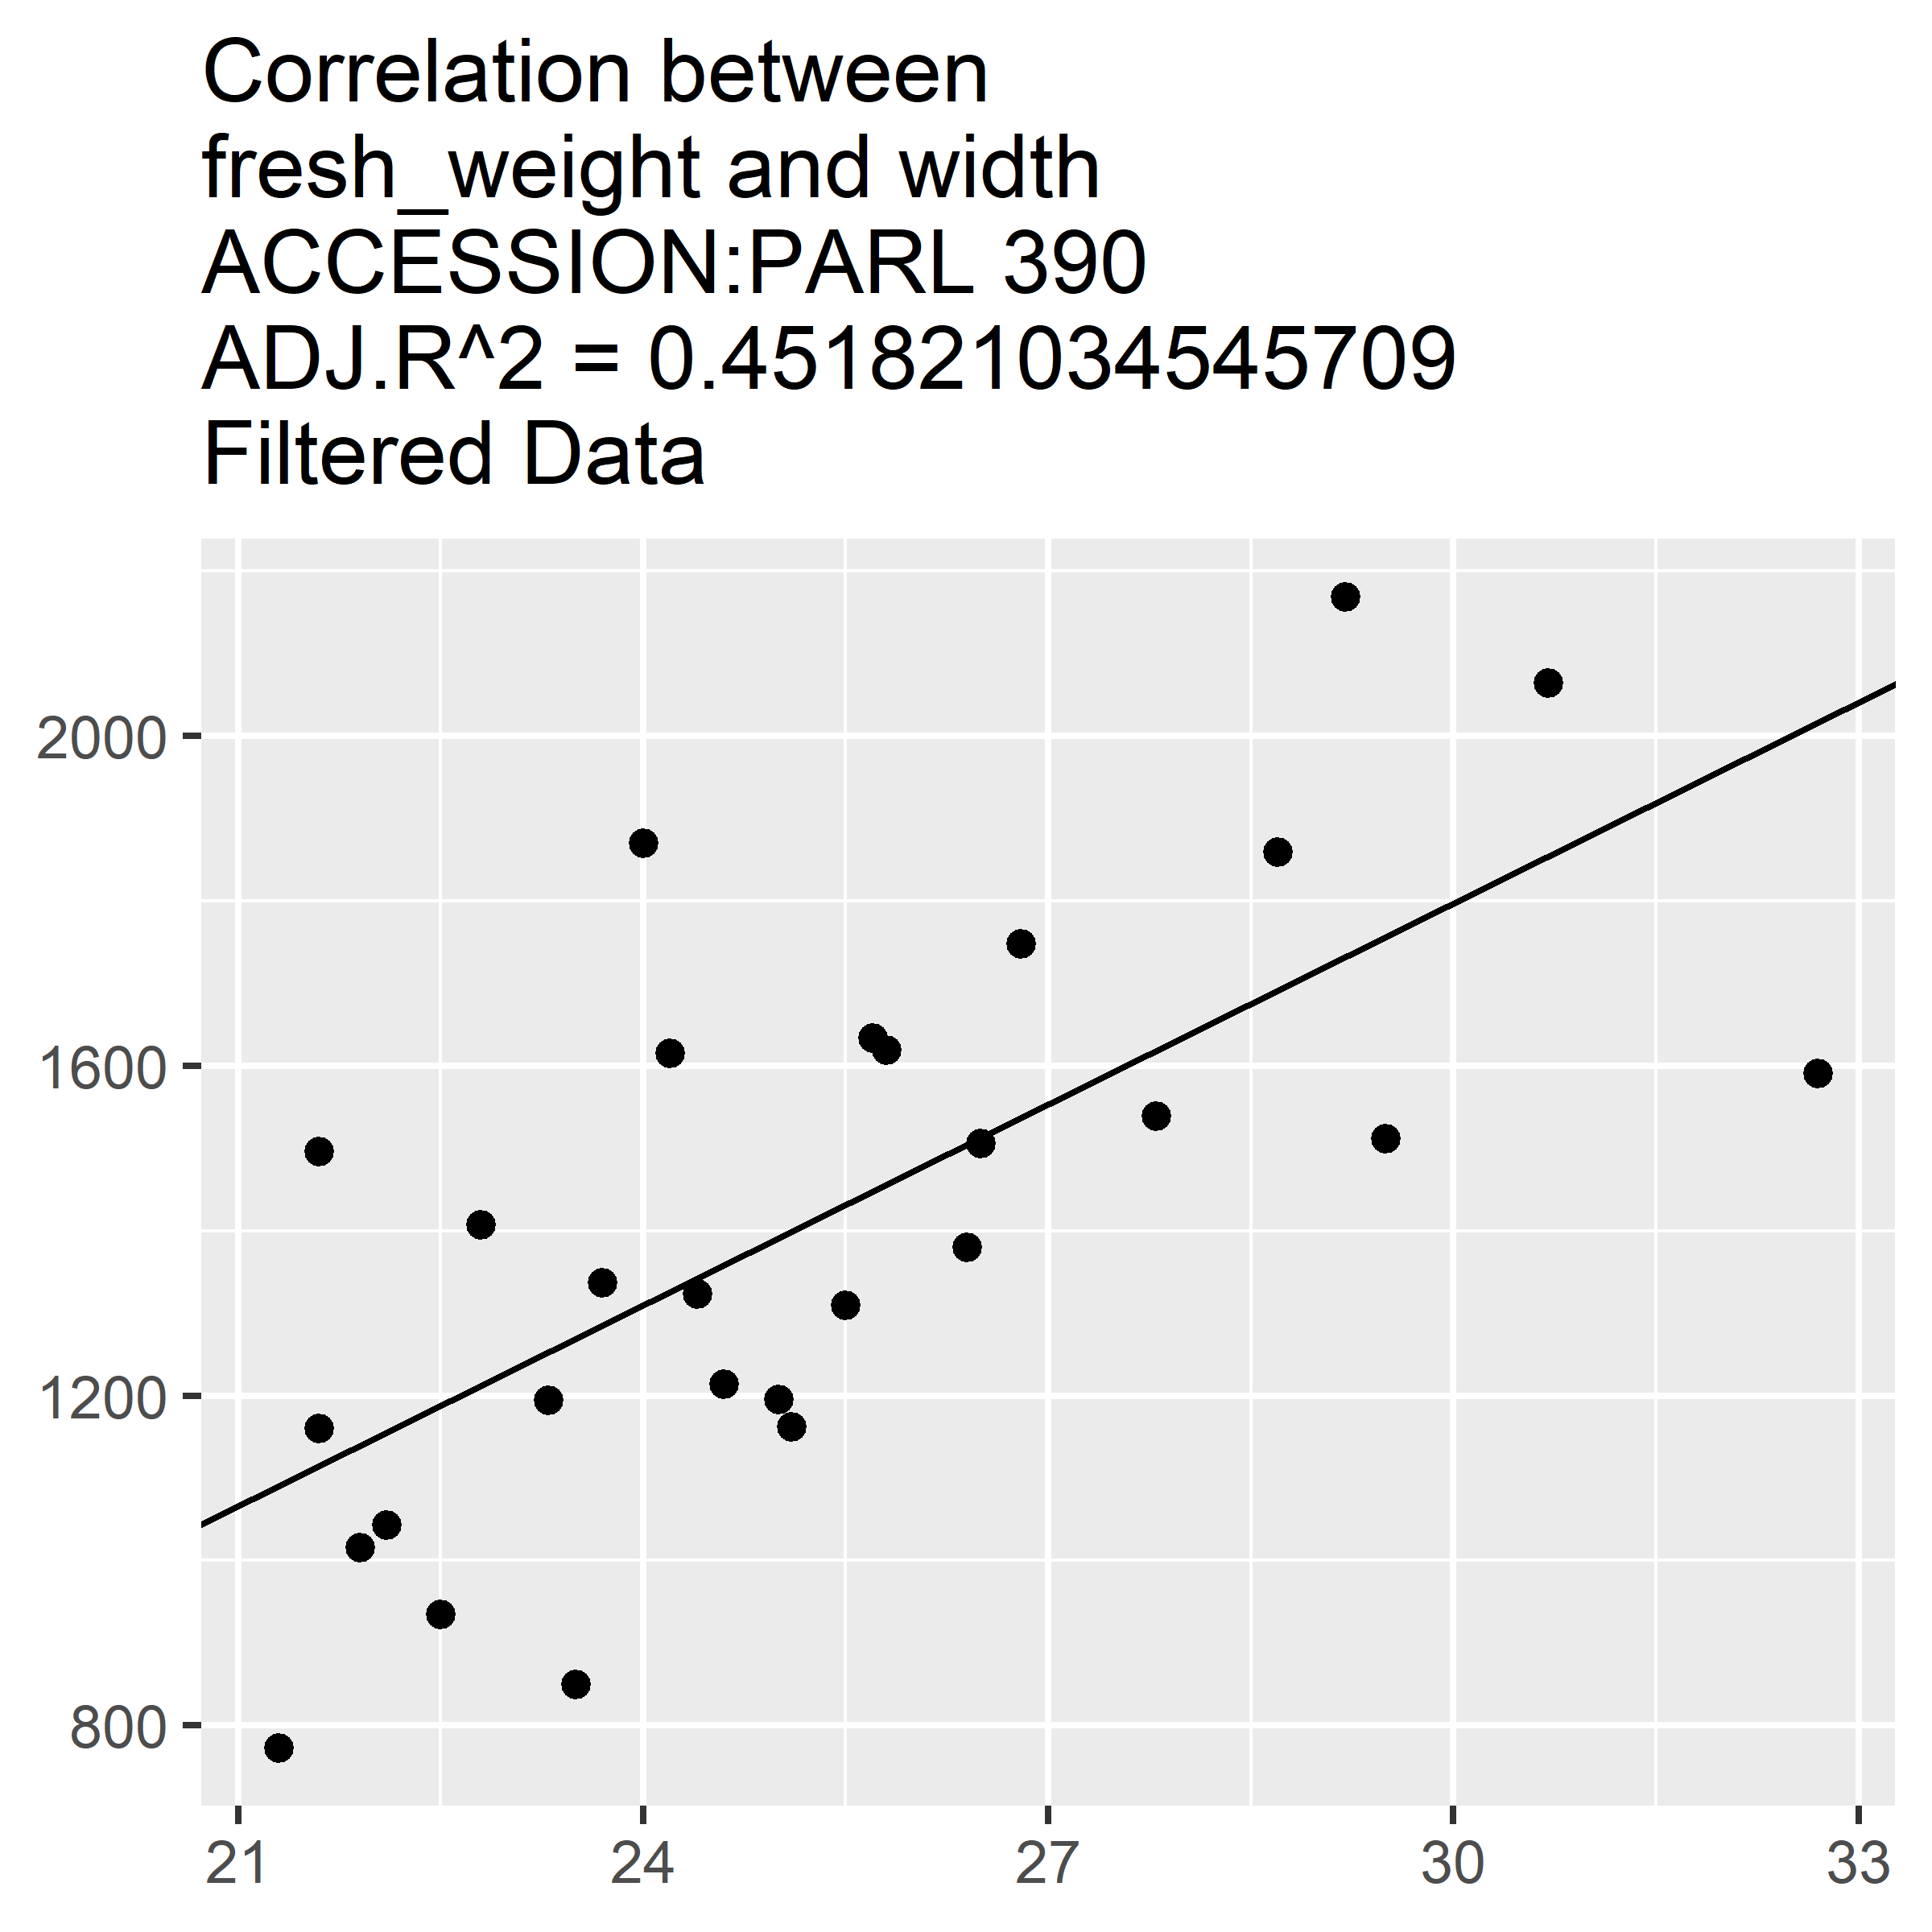 Correlation between
fresh_weight and width
ACCESSION:PARL 390
ADJ.R^2 = 0.451821034545709
Filtered Data
2000
1600
1200
800
21 24 27 30 33